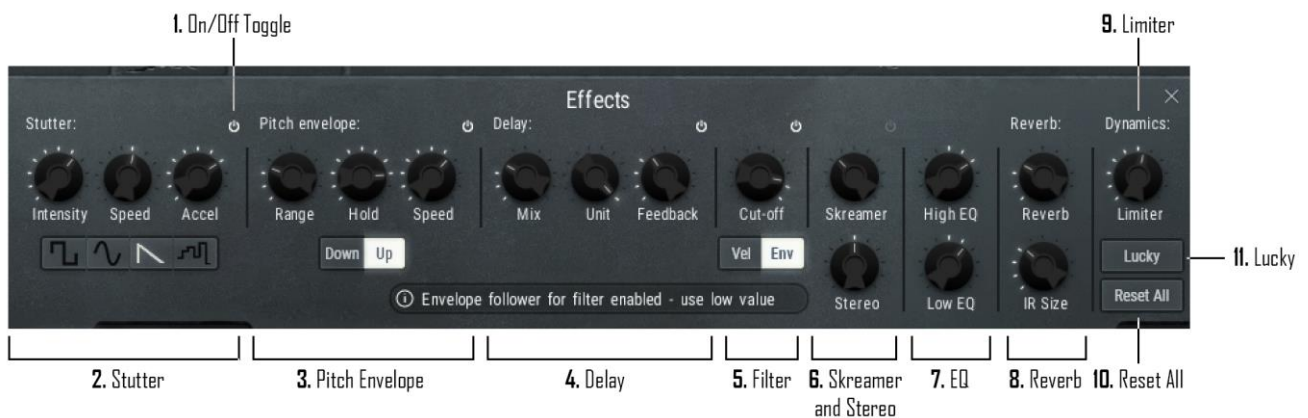 1. On/Off Toggle
9. Limiter
Effects
Stutter:
Pitch envelope:
Delay:
Reverb:
Dynamics:
Intensity Speed Accel
Range Hold Speed
Mix Unit Feedback
Cut-off
Skreamer
High EQ
Reverb
Limiter
Down Up
Vel Env
Lucky
11. Lucky
Envelope follower for filter enabled - use low value
Stereo
Low EQ
IR Size
Reset All
2. Stutter
3. Pitch Envelope
4. Delay
5. Filter
6. Skreamer
and Stereo
7. EQ
8. Reverb
10. Reset All